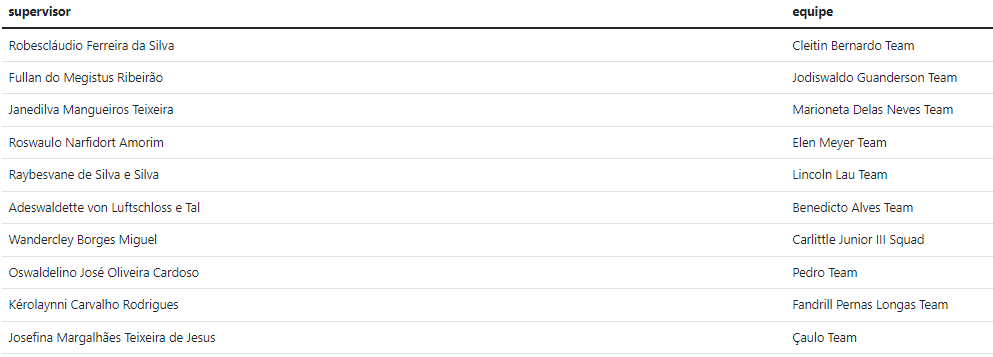 supervisor equipe
Robescláudio Ferreira da Silva Cleitin Bernardo Team
Fullan do Megistus Ribeirão Jodiswaldo Guanderson Team
Janedilva Mangueiros Teixeira Marioneta Delas Neves Team
Roswaulo Narfidort Amorim Elen Meyer Team
Raybesvane de Silva e Silva Lincoln Lau Team
Adeswaldette von Luftschloss e Tal Benedicto Alves Team
Wandercley Borges Miguel Carlittle Junior III Squad
Oswaldelino José Oliveira Cardoso Pedro Team
Kérolaynni Carvalho Rodrigues Fandrill Pernas Longas Team
Josefina Margalhães Teixeira de Jesus Çaulo Team